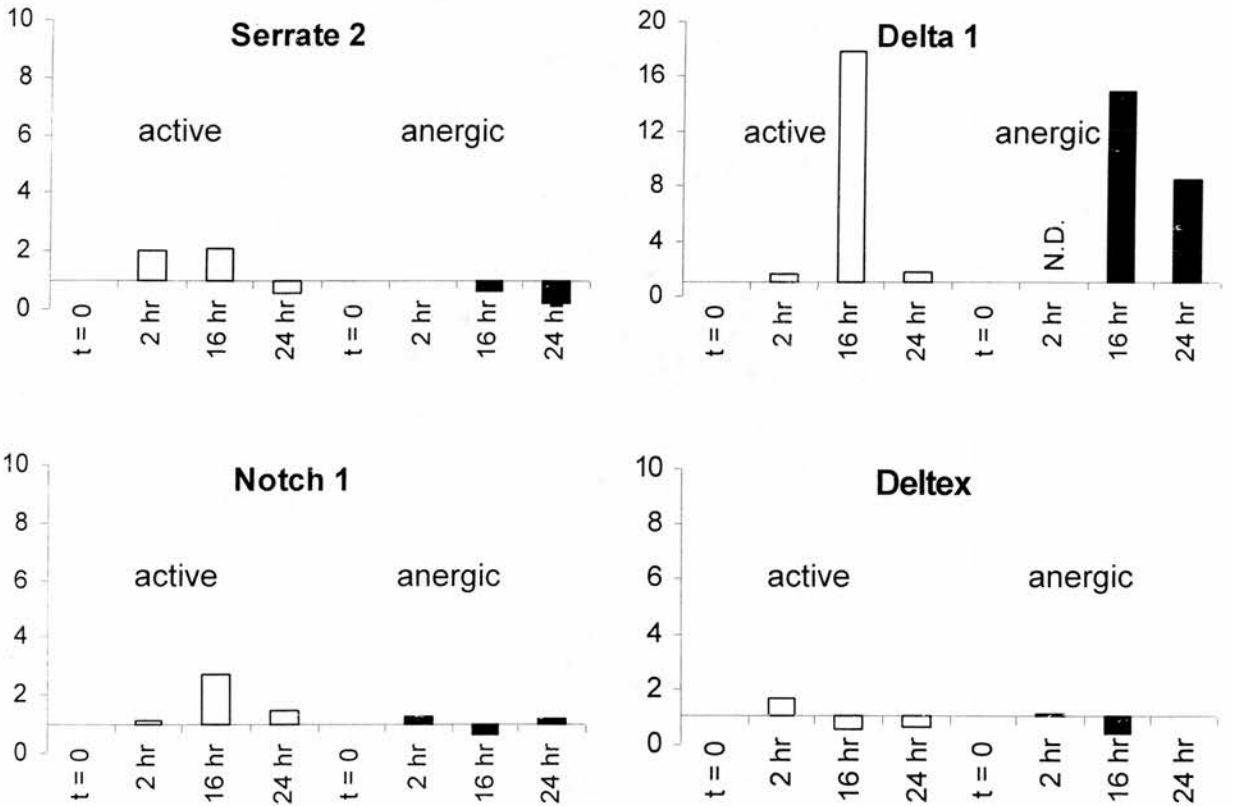 Serrate 2
10
8
6
4
2
0
active anergic
t = 0 2 hr 16 hr 24 hr t = 0 2 hr 16 hr 24 hr
Delta 1
20
16
12
8
4
0
active anergic
N.D.
t = 0 2 hr 16 hr 24 hr t = 0 2 hr 16 hr 24 hr
Notch 1
10
8
6
4
2
0
active anergic
t = 0 2 hr 16 hr 24 hr t = 0 2 hr 16 hr 24 hr
Deltex
10
8
6
4
2
0
active anergic
t = 0 2 hr 16 hr 24 hr t = 0 2 hr 16 hr 24 hr